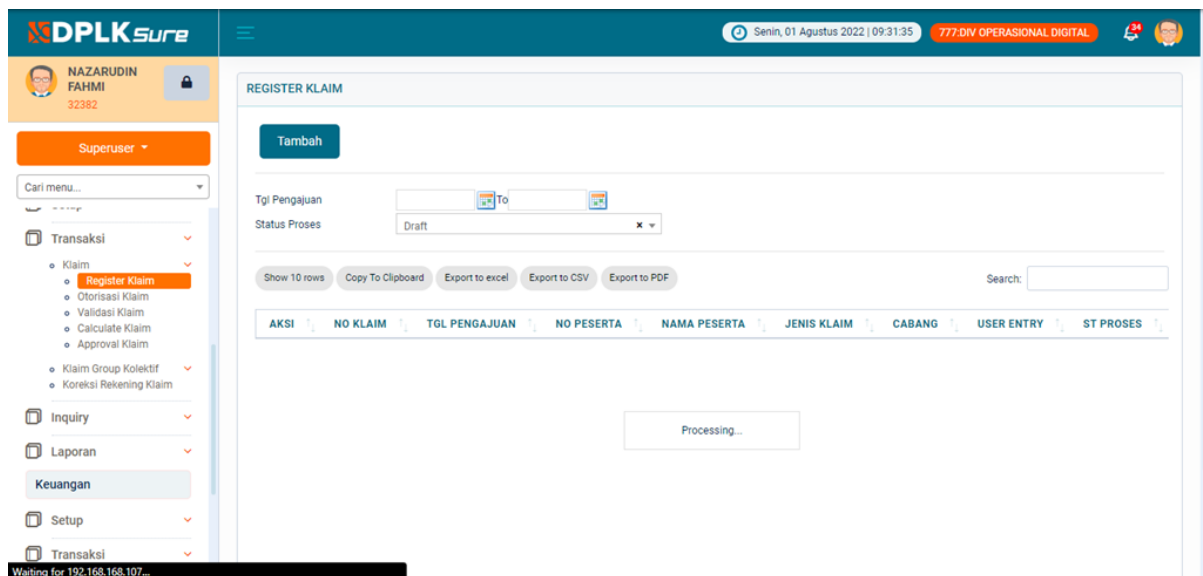 DPLKSure
Senin, 01 Agustus 2022 | 09:31:35
777:DIV OPERASIONAL DIGITAL
34
NAZARUDIN
FAHMI
32382
Superuser
Cari menu...
Transaksi
Klaim
Register Klaim
Otorisasi Klaim
Validasi Klaim
Calculate Klaim
Approval Klaim
Klaim Group Kolektif
Koreksi Rekening Klaim
Inquiry
Laporan
Keuangan
Setup
Transaksi
Waiting for 192.168.168.107...
REGISTER KLAIM
Tambah
Tgl Pengajuan To
Status Proses Draft
Show 10 rows Copy To Clipboard Export to excel Export to CSV Export to PDF Search:
AKSI NO KLAIM TGL PENGAJUAN NO PESERTA NAMA PESERTA JENIS KLAIM CABANG USER ENTRY ST PROSES
Processing...